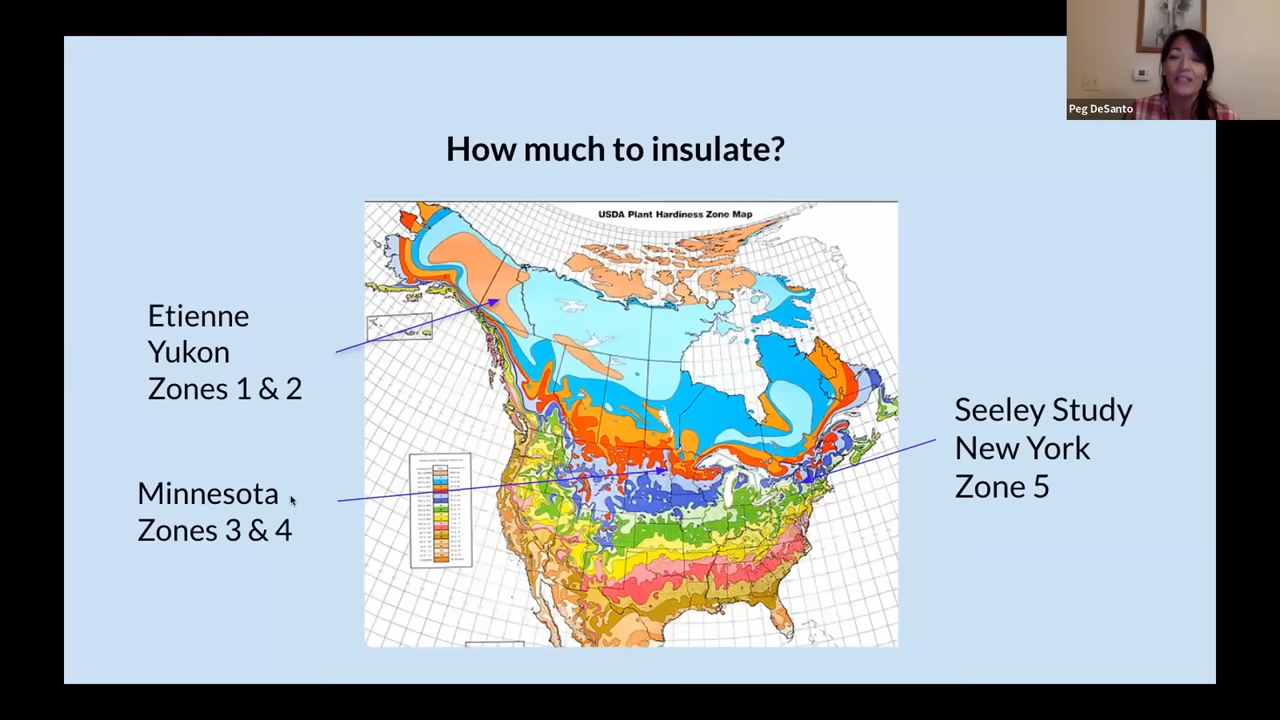 Peg DeSanto
How much to insulate?
USDA Plant Hardiness Zone Map
Etienne
Yukon
Zones 1 & 2
Minnesota
Zones 3 & 4
Seeley Study
New York
Zone 5